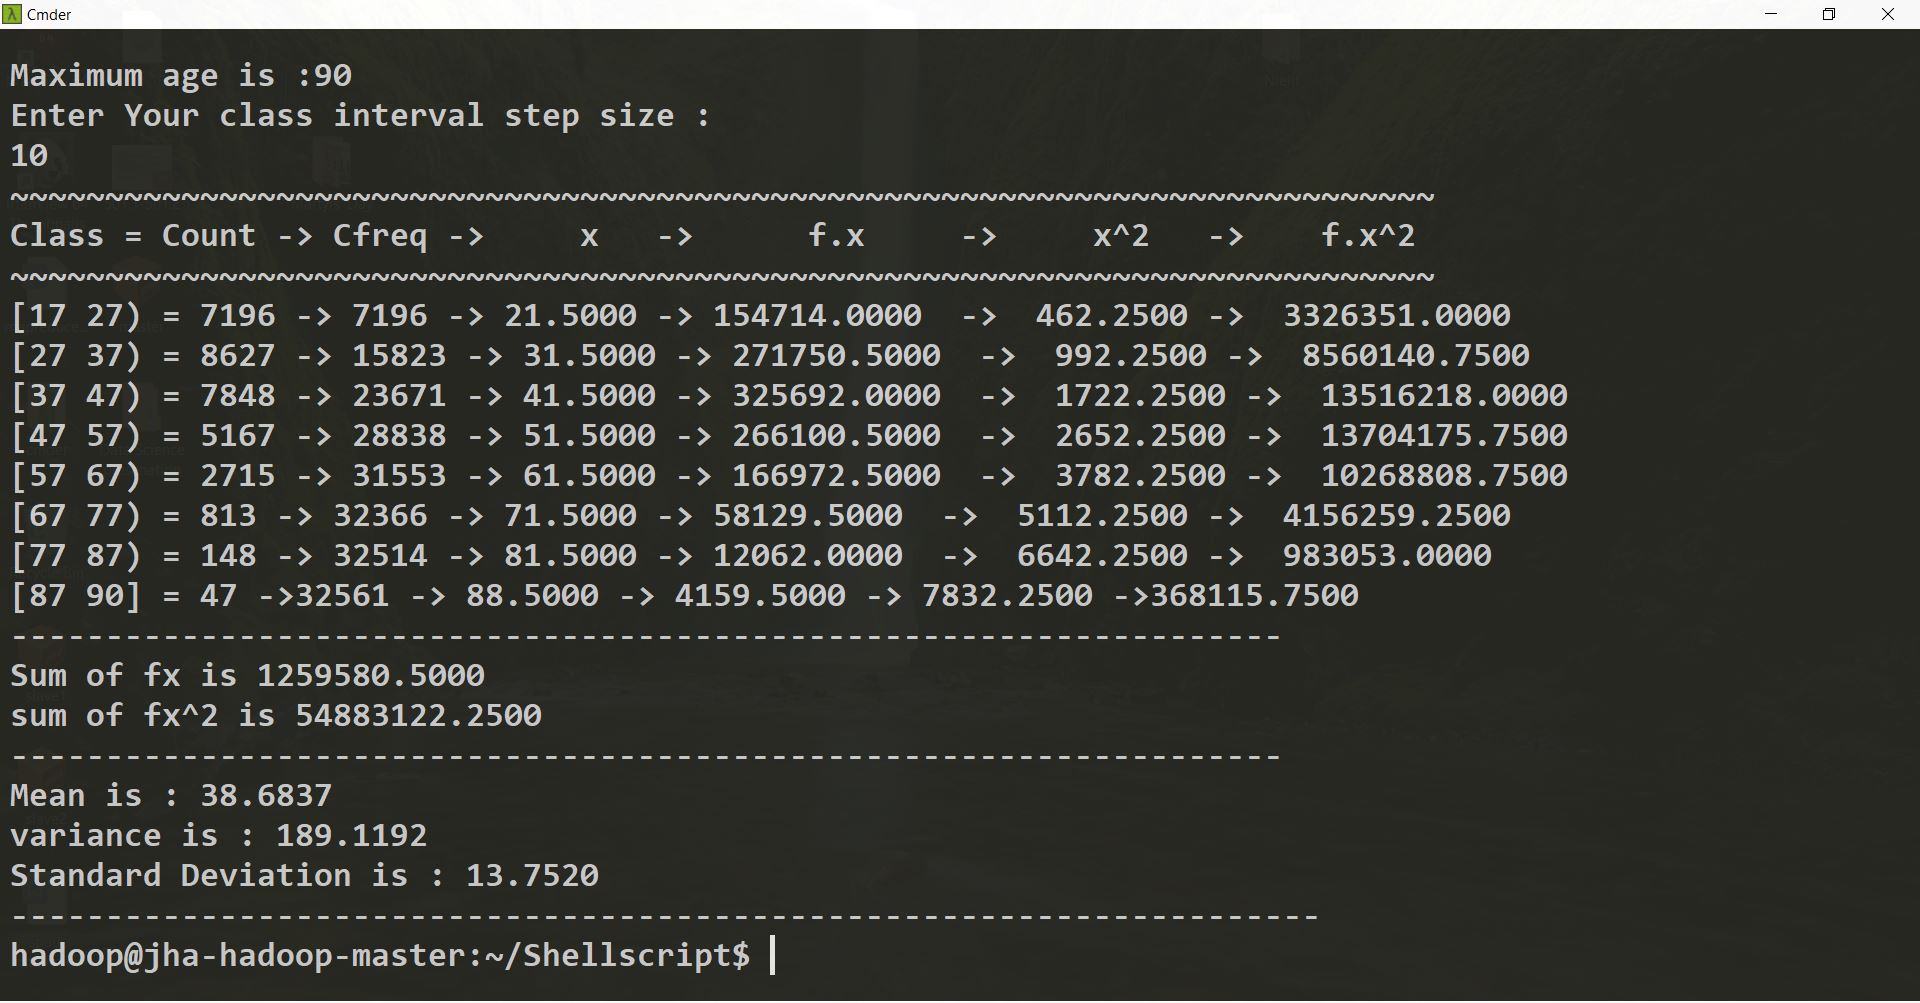 Cmder
Maximum age is :90
Enter Your class interval step size :
10
~~~~~~~~~~~~~~~~~~~~~~~~~~~~~~~~~~~~~~~~~~~~~~~~~~~~~~~~~~~~~~~~~~~~~~~~~~~
Class = Count -> Cfreq ->     x   ->      f.x     ->     x^2   ->    f.x^2
~~~~~~~~~~~~~~~~~~~~~~~~~~~~~~~~~~~~~~~~~~~~~~~~~~~~~~~~~~~~~~~~~~~~~~~~~~~
[17 27) = 7196 -> 7196 -> 21.5000 -> 154714.0000  ->  462.2500 ->  3326351.0000
[27 37) = 8627 -> 15823 -> 31.5000 -> 271750.5000  ->  992.2500 ->  8560140.7500
[37 47) = 7848 -> 23671 -> 41.5000 -> 325692.0000  ->  1722.2500 ->  13516218.0000
[47 57) = 5167 -> 28838 -> 51.5000 -> 266100.5000  ->  2652.2500 ->  13704175.7500
[57 67) = 2715 -> 31553 -> 61.5000 -> 166972.5000  ->  3782.2500 ->  10268808.7500
[67 77) = 813 -> 32366 -> 71.5000 -> 58129.5000  ->  5112.2500 ->  4156259.2500
[77 87) = 148 -> 32514 -> 81.5000 -> 12062.0000  ->  6642.2500 ->  983053.0000
[87 90] = 47 ->32561 -> 88.5000 -> 4159.5000 -> 7832.2500 ->368115.7500
-------------------------------------------------------------------
Sum of fx is 1259580.5000
sum of fx^2 is 54883122.2500
-------------------------------------------------------------------
Mean is : 38.6837
variance is : 189.1192
Standard Deviation is : 13.7520
---------------------------------------------------------------------
hadoop@jha-hadoop-master:~/Shellscript$